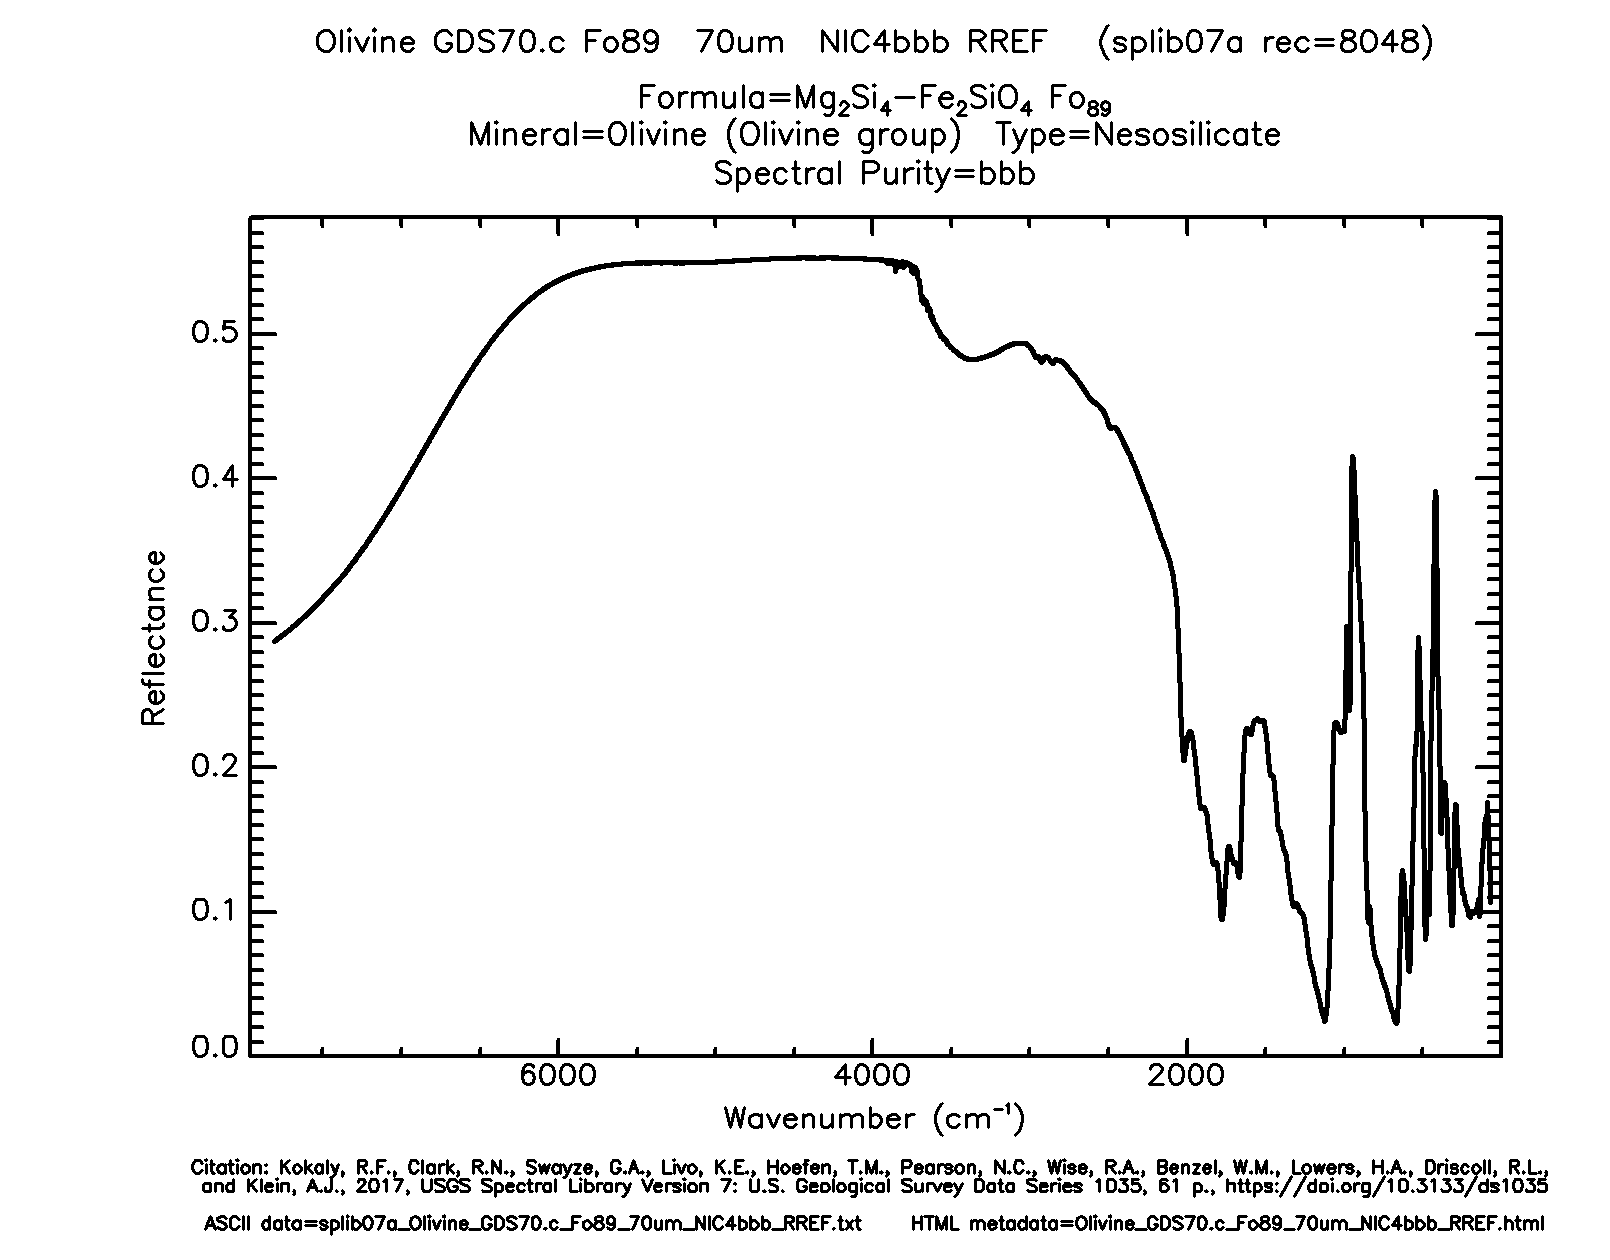 Olivine GDS70.c Fo89 70um NIC4bbb RREF (splib07a rec=8048)
Formula=Mg₂Si₄−Fe₂SiO₄ Fo₈₉
Mineral=Olivine (Olivine group) Type=Nesosilicate
Spectral Purity=bbb
0.5
0.4
0.3
0.2
0.1
0.0
Reflectance
6000 4000 2000
Wavenumber (cm⁻¹)
Citation: Kokaly, R.F., Clark, R.N., Swayze, G.A., Livo, K.E., Hoefen, T.M., Pearson, N.C., Wise, R.A., Benzel, W.M., Lowers, H.A., Driscoll, R.L.,
and Klein, A.J., 2017, USGS Spectral Library Version 7: U.S. Geological Survey Data Series 1035, 61 p., https://doi.org/10.3133/ds1035
ASCII data=splib07a_Olivine_GDS70.c_Fo89_70um_NIC4bbb_RREF.txt HTML metadata=Olivine_GDS70.c_Fo89_70um_NIC4bbb_RREF.html